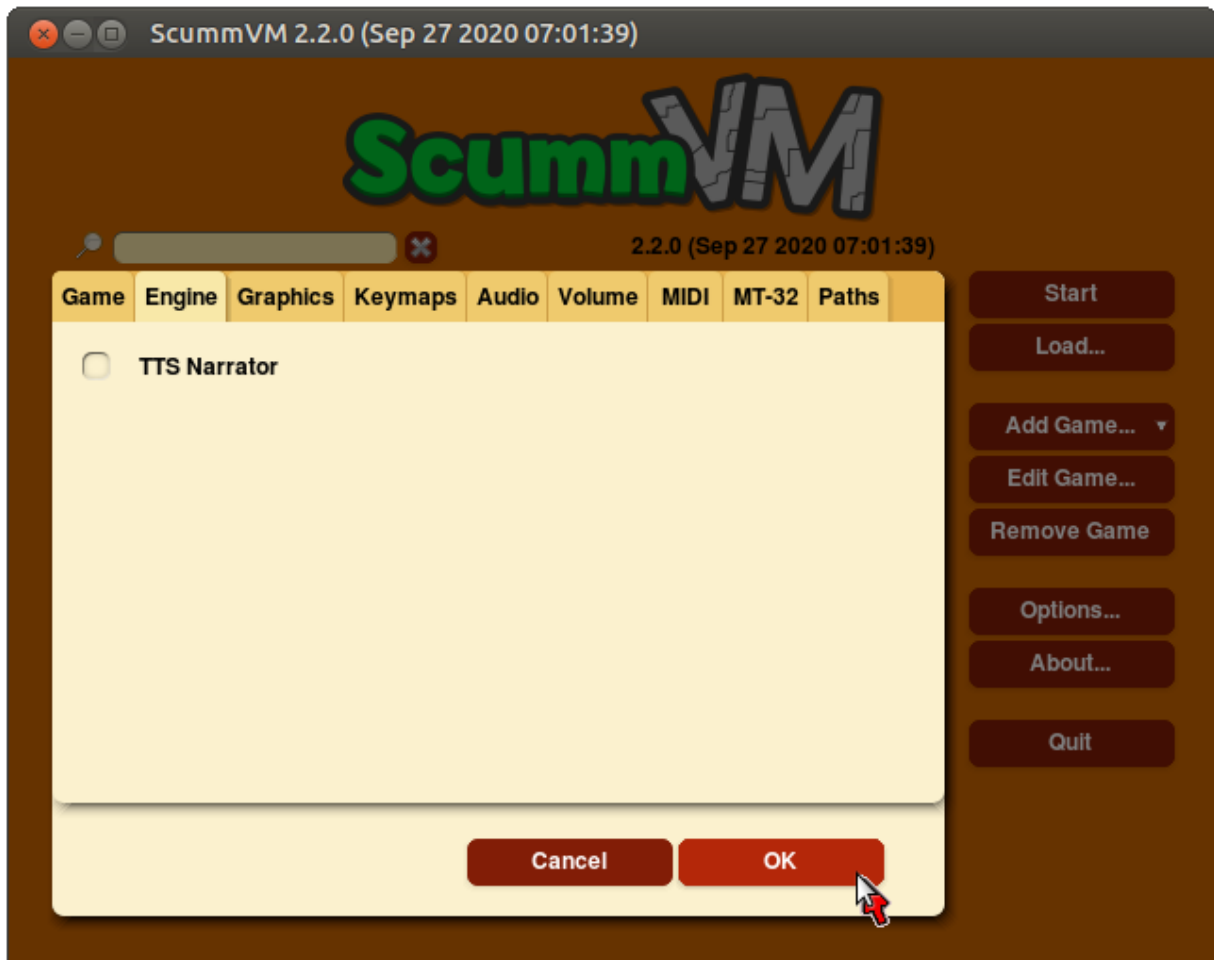 ScummVM 2.2.0 (Sep 27 2020 07:01:39)
ScummVM
2.2.0 (Sep 27 2020 07:01:39)
Game Engine Graphics Keymaps Audio Volume MIDI MT-32 Paths
TTS Narrator
Cancel OK
Start
Load...
Add Game...
Edit Game...
Remove Game
Options...
About...
Quit